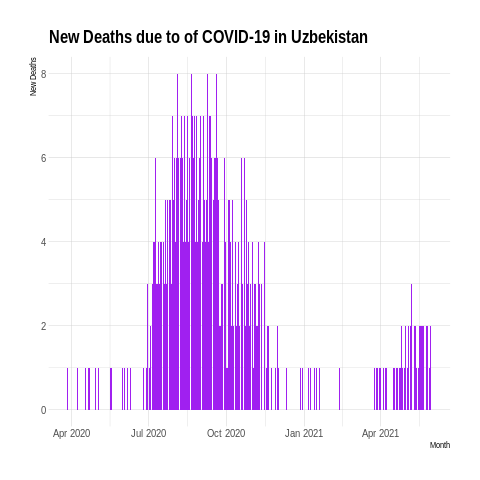 New Deaths due to of COVID-19 in Uzbekistan
New Deaths
8
6
4
2
0
Apr 2020 Jul 2020 Oct 2020 Jan 2021 Apr 2021
Month